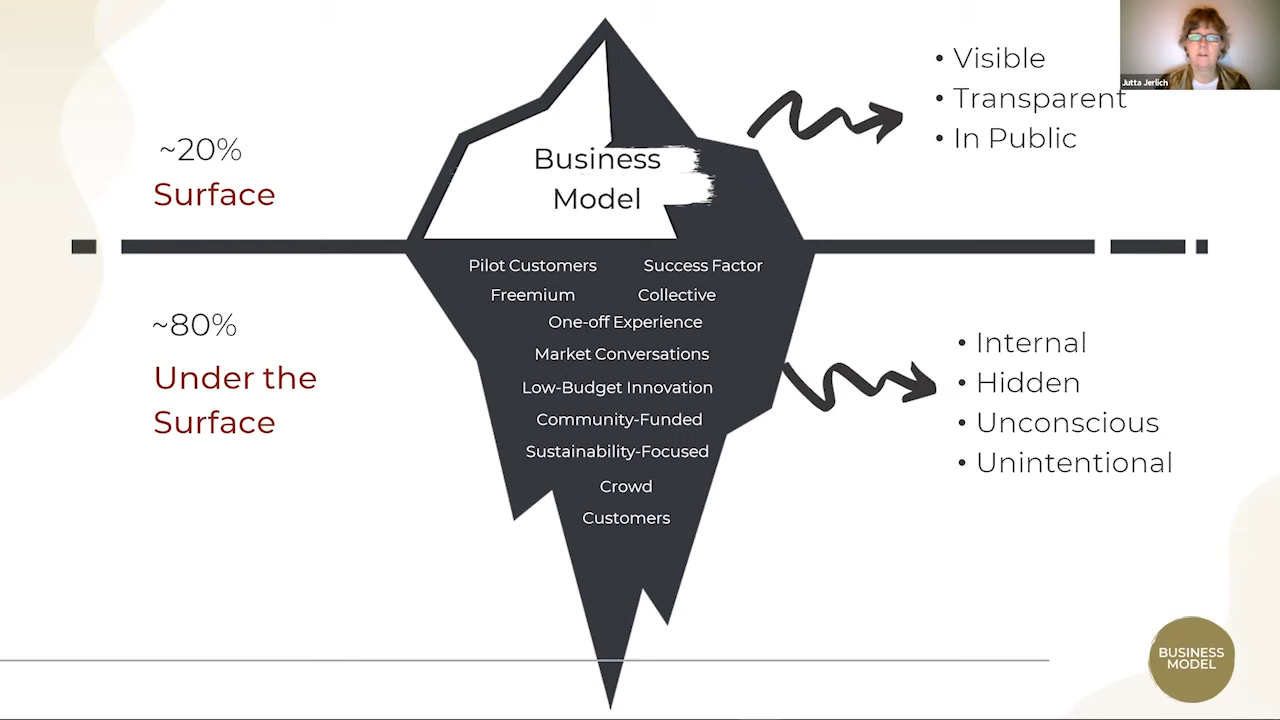 ~20%
Surface
Business
Model
• Visible
• Transparent
• In Public
Jutta Jerlich
~80%
Under the
Surface
Pilot Customers
Success Factor
Freemium
Collective
One-off Experience
Market Conversations
Low-Budget Innovation
Community-Funded
Sustainability-Focused
Crowd
Customers
• Internal
• Hidden
• Unconscious
• Unintentional
BUSINESS
MODEL